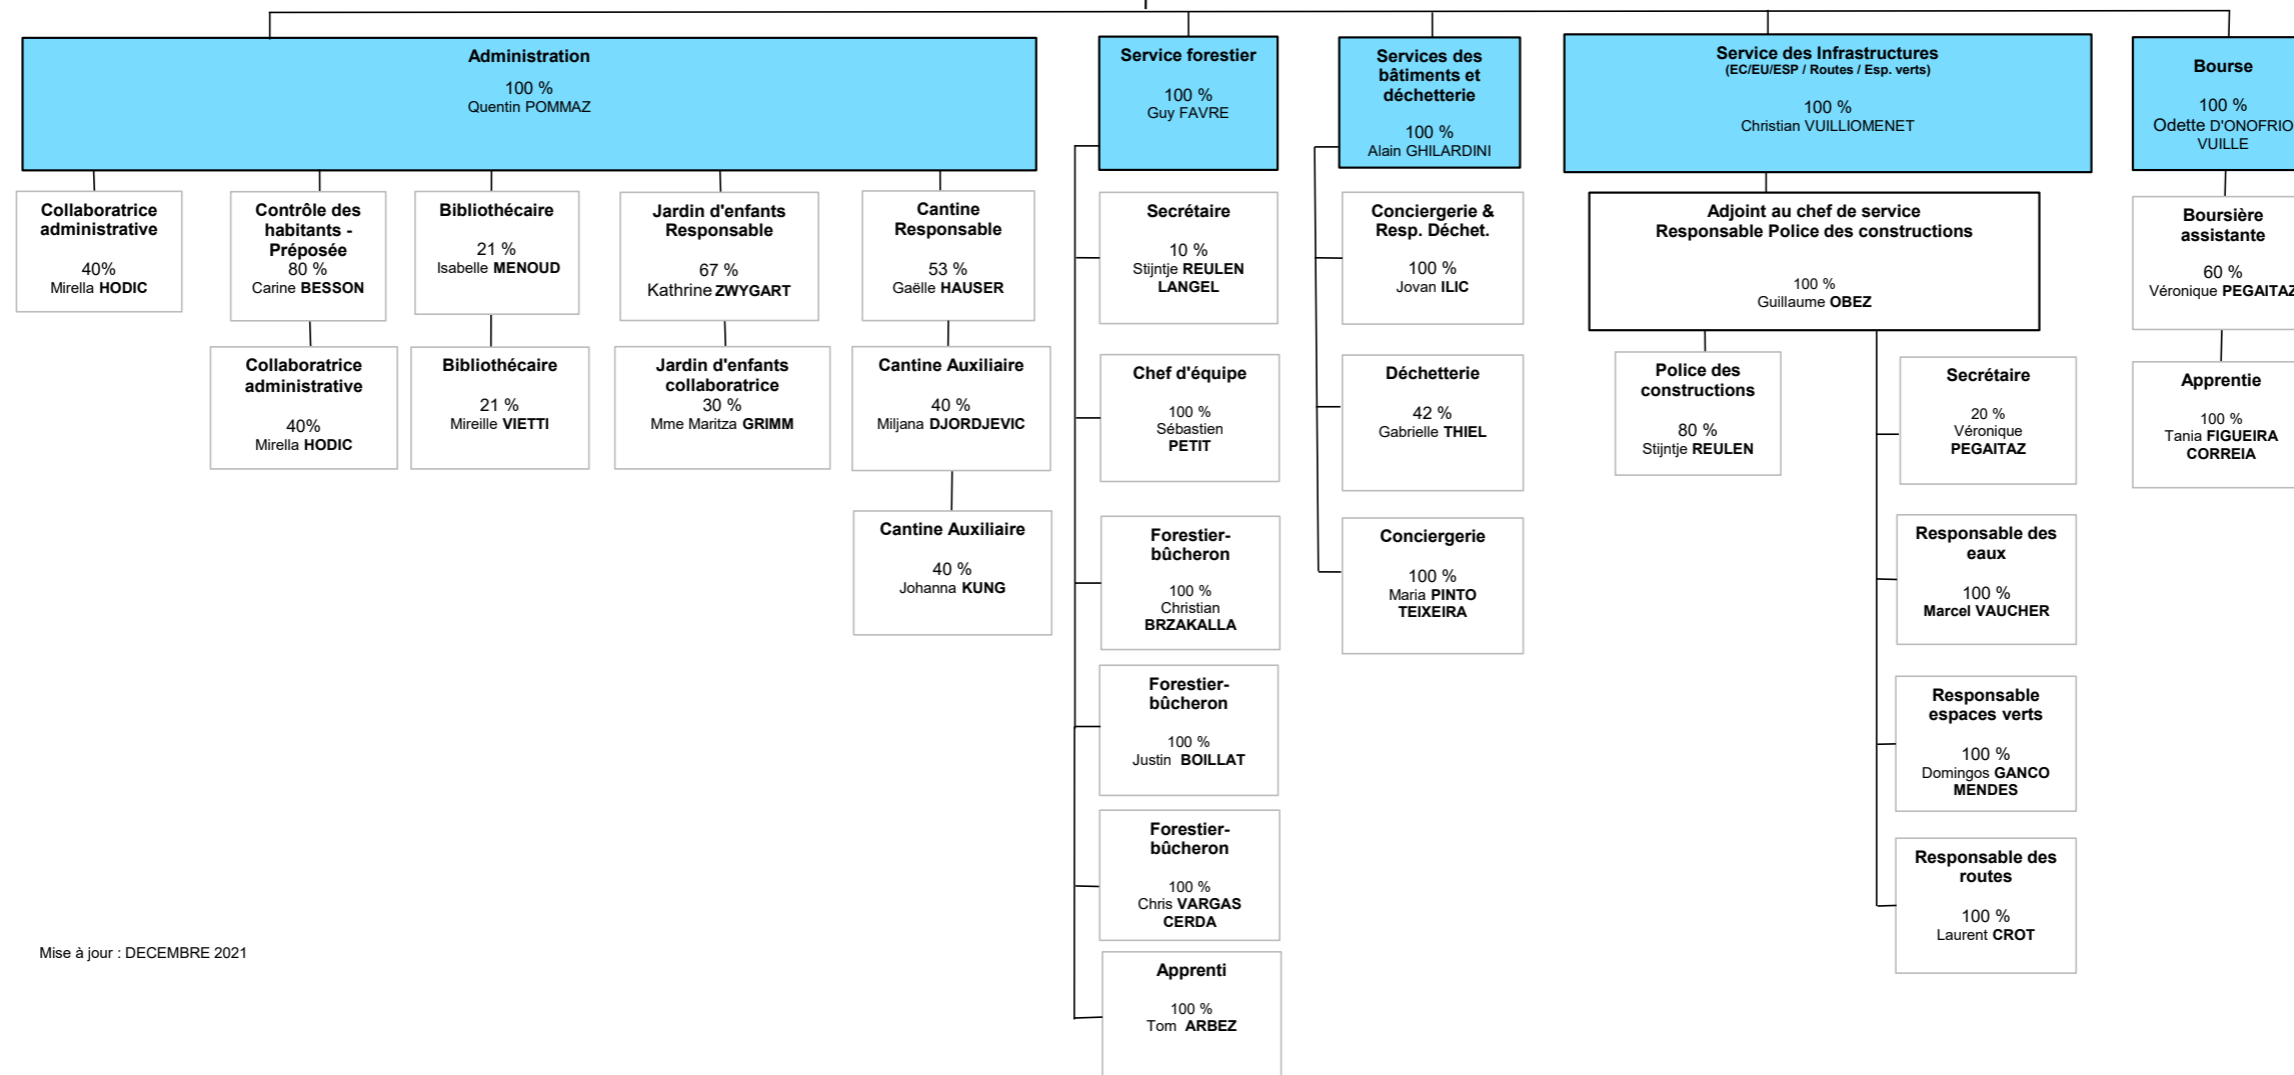 Administration
100 %
Quentin POMMAZ
Service forestier
100 %
Guy FAVRE
Services des
bâtiments et
déchetterie
100 %
Alain GHILARDINI
Service des Infrastructures
(EC/EU/ESP / Routes / Esp. verts)
100 %
Christian VUILLIOMENET
Bourse
100 %
Odette D'ONOFRIO
VUILLE
Collaboratrice
administrative
40%
Mirella HODIC
Contrôle des
habitants -
Préposée
80 %
Carine BESSON
Bibliothécaire
21 %
Isabelle MENOUD
Jardin d'enfants
Responsable
67 %
Kathrine ZWYGART
Cantine
Responsable
53 %
Gaëlle HAUSER
Collaboratrice
administrative
40%
Mirella HODIC
Bibliothécaire
21 %
Mireille VIETTI
Jardin d'enfants
collaboratrice
30 %
Mme Maritza GRIMM
Cantine Auxiliaire
40 %
Miljana DJORDJEVIC
Cantine Auxiliaire
40 %
Johanna KUNG
Secrétaire
10 %
Stijntje REULEN
LANGEL
Chef d'équipe
100 %
Sébastien
PETIT
Forestier-
bûcheron
100 %
Christian
BRZAKALLA
Forestier-
bûcheron
100 %
Justin BOILLAT
Forestier-
bûcheron
100 %
Chris VARGAS
CERDA
Apprenti
100 %
Tom ARBEZ
Conciergerie &
Resp. Déchet.
100 %
Jovan ILIC
Déchetterie
42 %
Gabrielle THIEL
Conciergerie
100 %
Maria PINTO
TEIXEIRA
Adjoint au chef de service
Responsable Police des constructions
100 %
Guillaume OBEZ
Police des
constructions
80 %
Stijntje REULEN
Secrétaire
20 %
Véronique
PEGAITAZ
Responsable des
eaux
100 %
Marcel VAUCHER
Responsable
espaces verts
100 %
Domingos GANCO
MENDES
Responsable des
routes
100 %
Laurent CROT
Boursière
assistante
60 %
Véronique PEGAITAZ
Apprentie
100 %
Tania FIGUEIRA
CORREIA
Mise à jour : DECEMBRE 2021